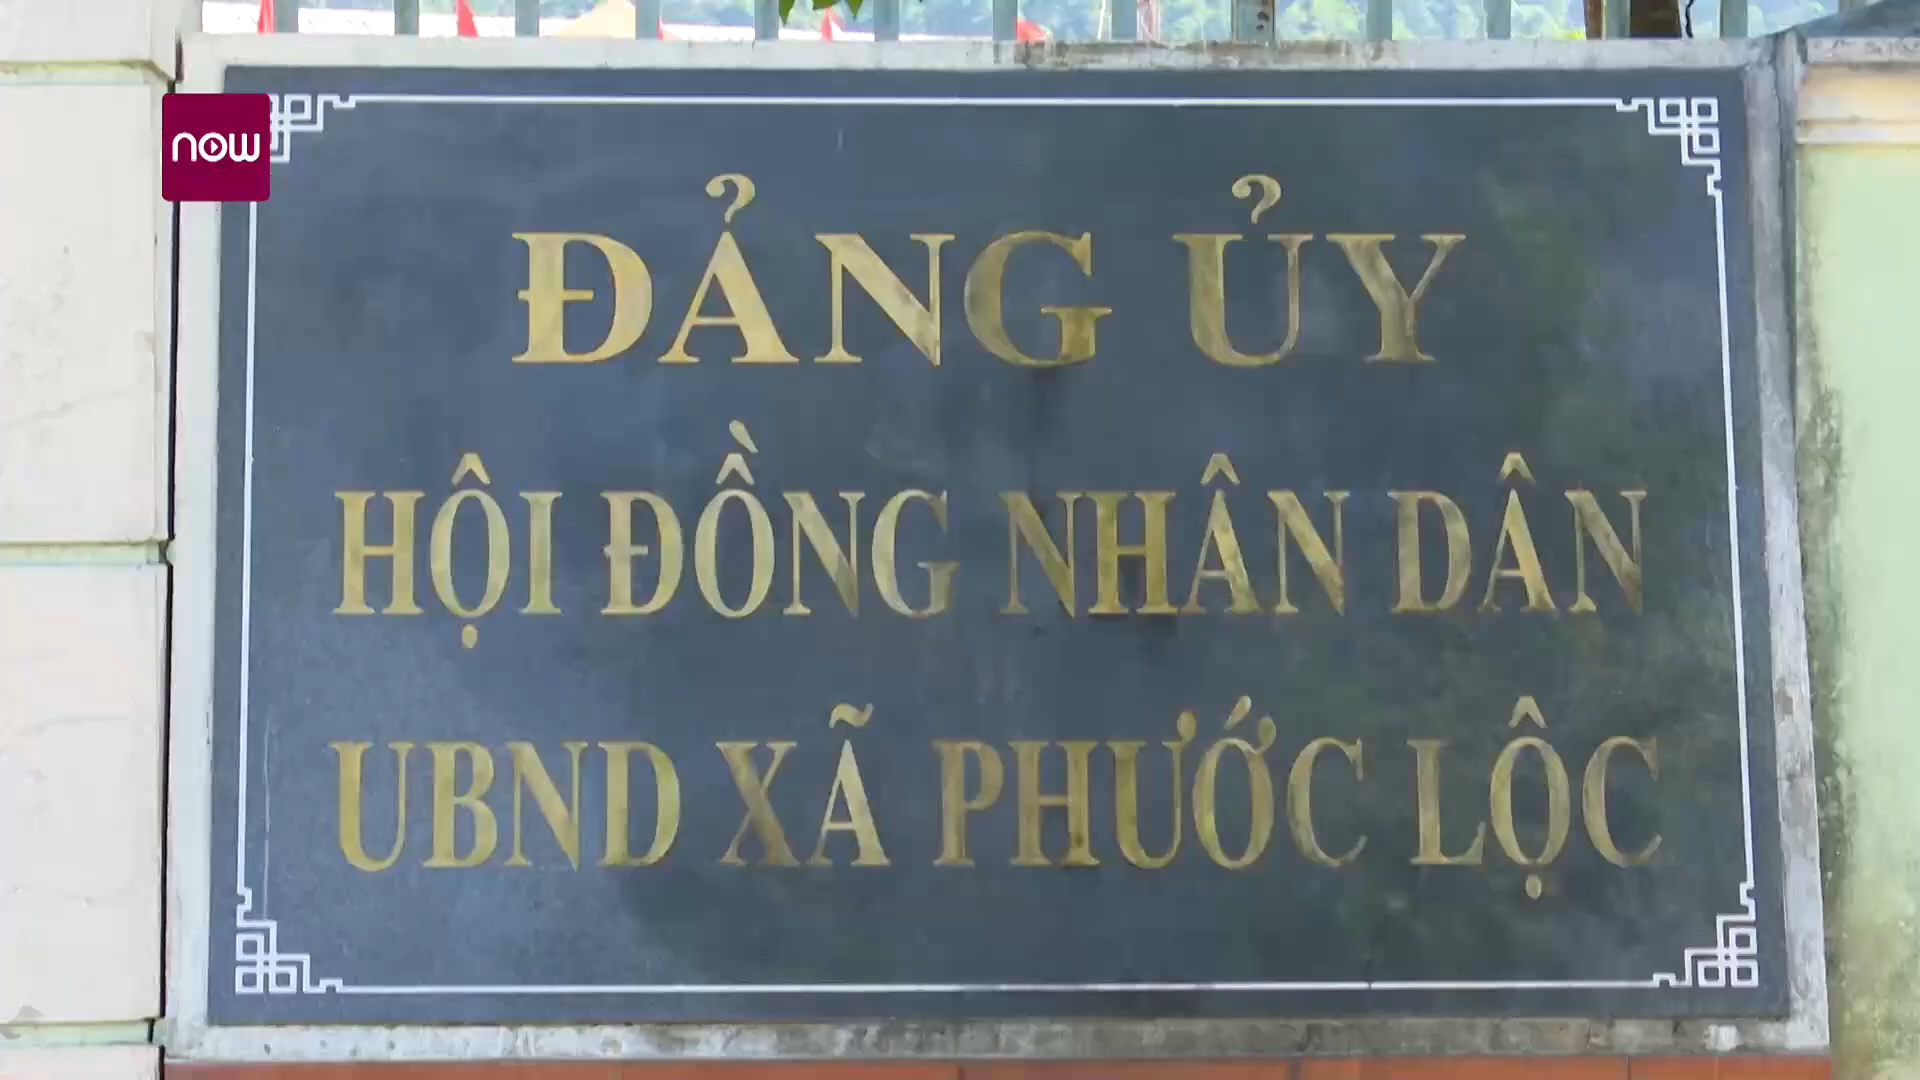 now
ĐẢNG ỦY
HỘI ĐỒNG NHÂN DÂN
UBND XÃ PHƯỚC LỘC